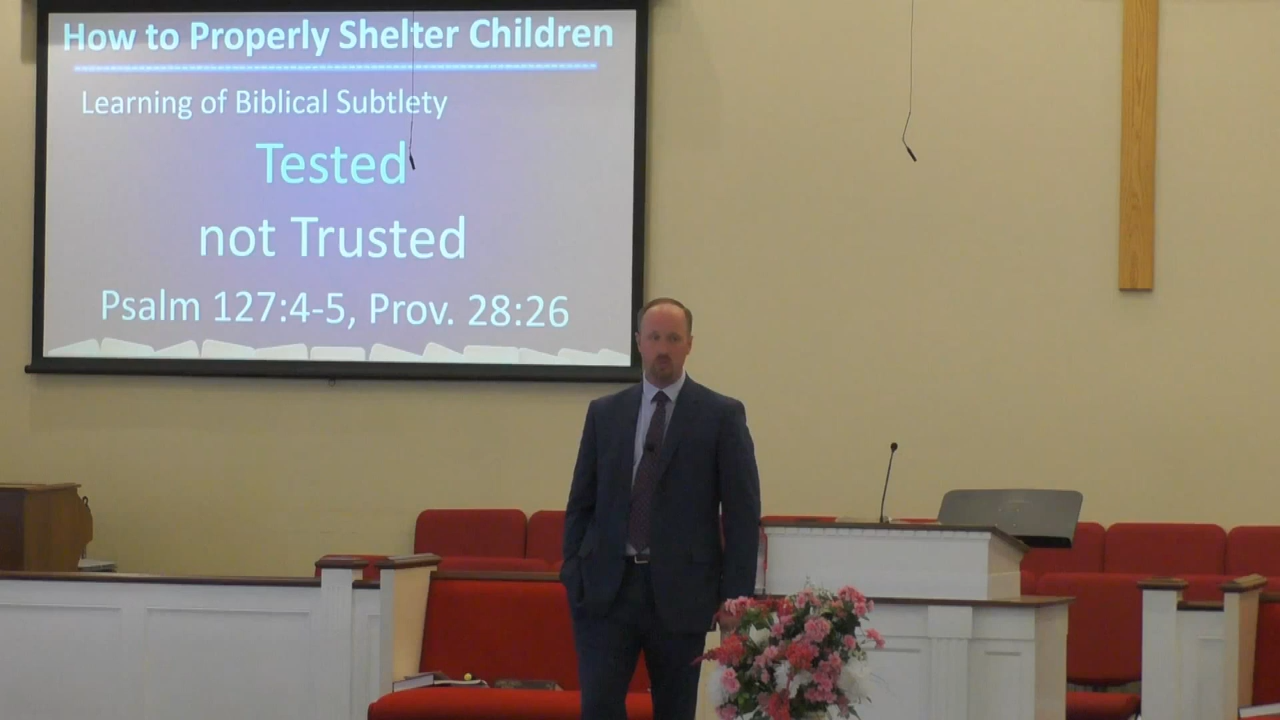 How to Properly Shelter Children
Learning of Biblical Subtlety
Tested
not Trusted
Psalm 127:4-5, Prov. 28:26